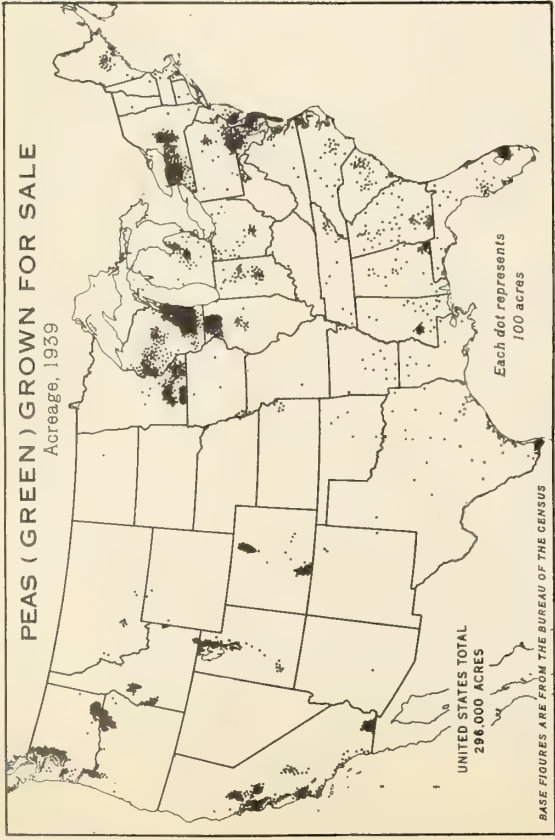 PEAS (GREEN) GROWN FOR SALE
Acreage, 1939
Each dot represents
100 acres
UNITED STATES TOTAL
296,000 ACRES
BASE FIGURES ARE FROM THE BUREAU OF THE CENSUS